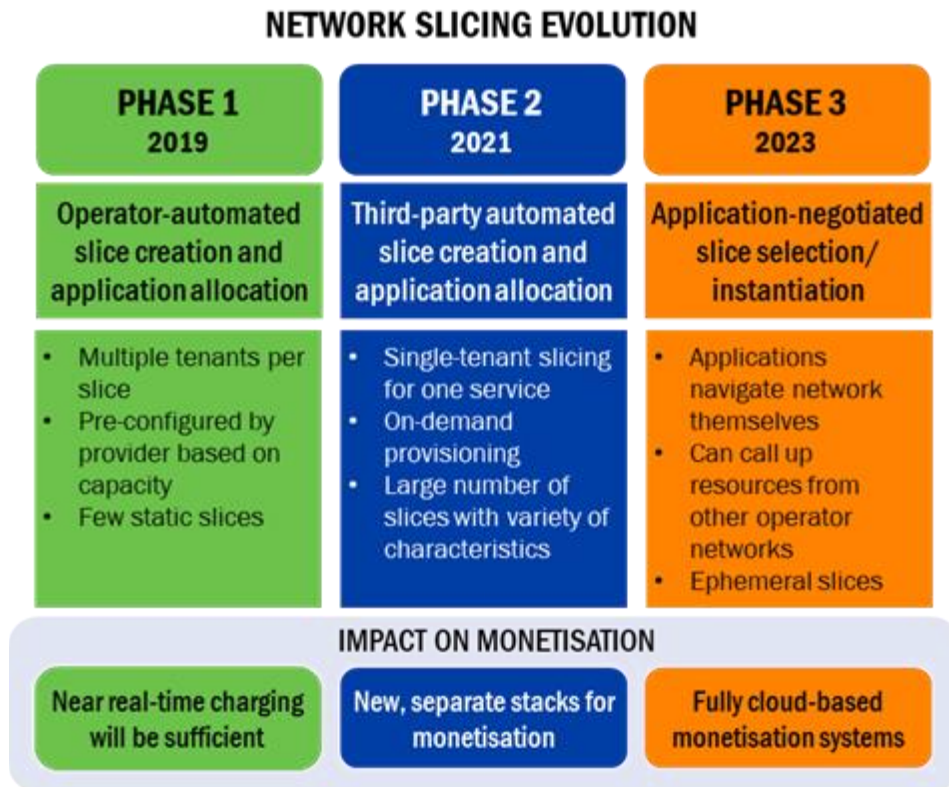 NETWORK SLICING EVOLUTION
PHASE 1
2019
Operator-automated
slice creation and
application allocation
• Multiple tenants per
slice
• Pre-configured by
provider based on
capacity
• Few static slices
PHASE 2
2021
Third-party automated
slice creation and
application allocation
• Single-tenant slicing
for one service
• On-demand
provisioning
• Large number of
slices with variety of
characteristics
PHASE 3
2023
Application-negotiated
slice selection/
instantiation
• Applications
navigate network
themselves
• Can call up
resources from
other operator
networks
• Ephemeral slices
IMPACT ON MONETISATION
Near real-time charging
will be sufficient
New, separate stacks for
monetisation
Fully cloud-based
monetisation systems